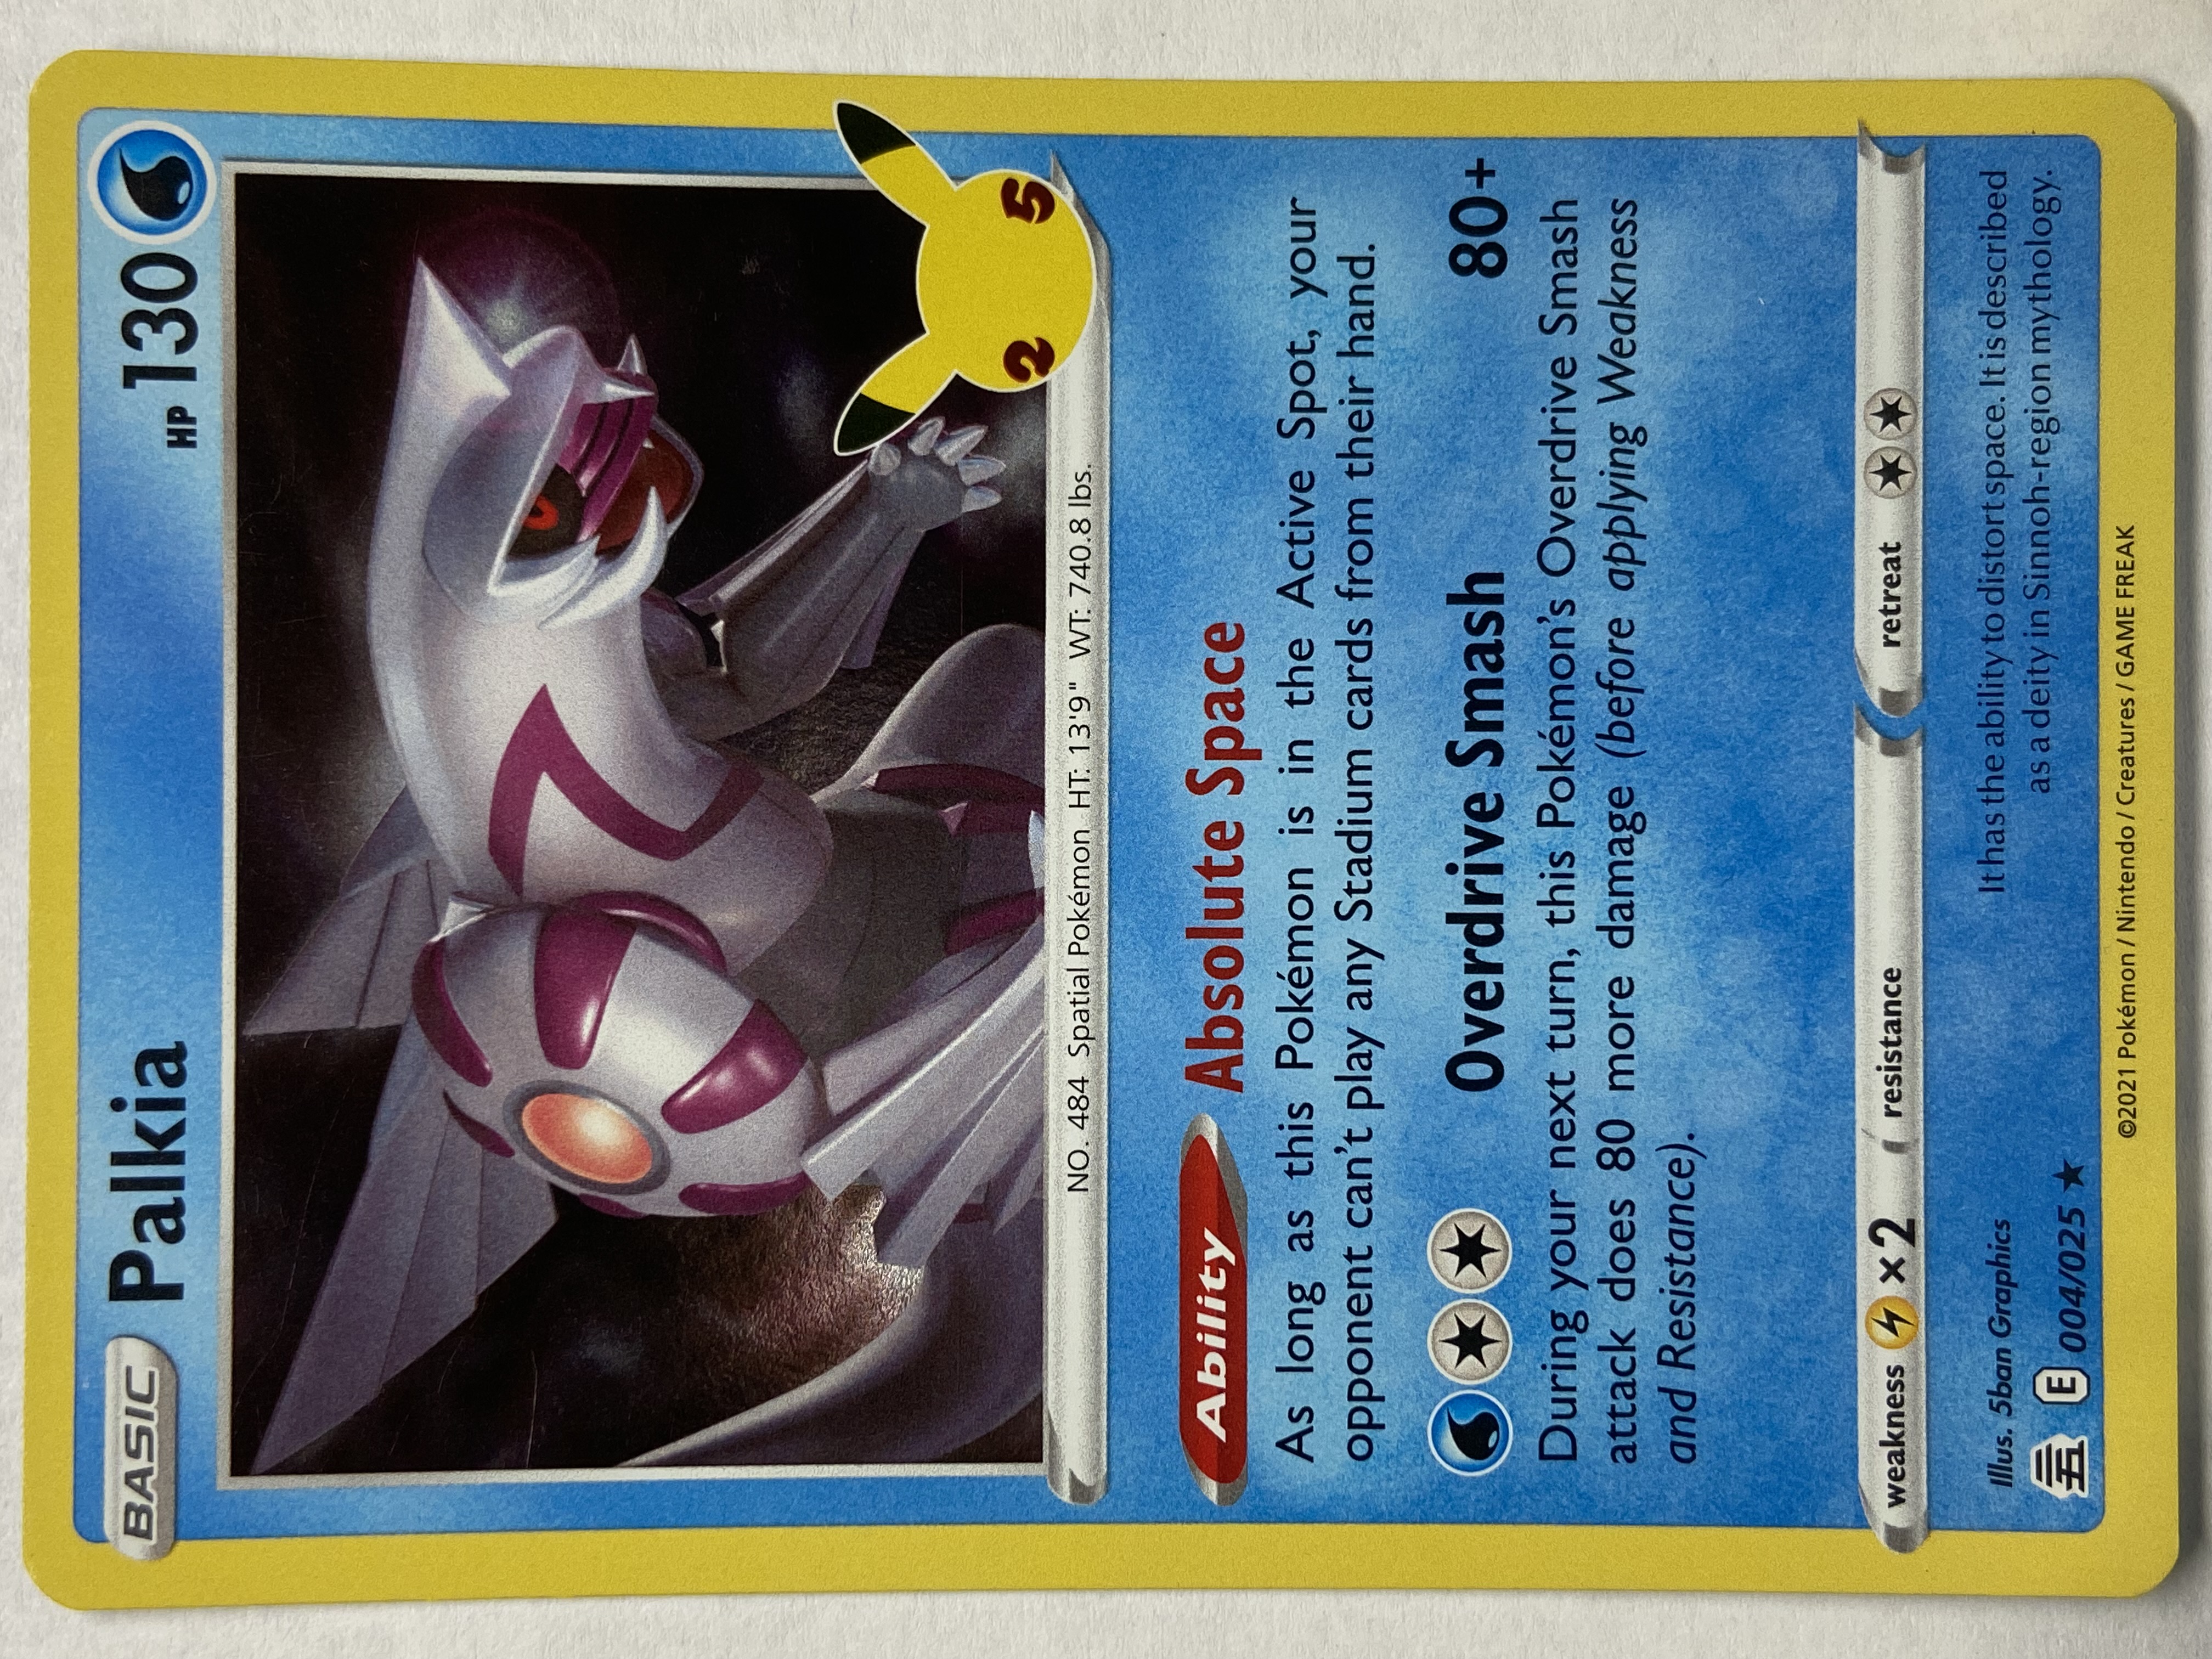 BASIC Palkia HP 130
2 5
NO. 484 Spatial Pokémon HT: 13'9" WT: 740.8 lbs.
Ability Absolute Space
As long as this Pokémon is in the Active Spot, your
opponent can't play any Stadium cards from their hand.
Overdrive Smash 80+
During your next turn, this Pokémon's Overdrive Smash
attack does 80 more damage (before applying Weakness
and Resistance).
weakness ×2 resistance retreat
Illus. 5ban Graphics
It has the ability to distort space. It is described
as a deity in Sinnoh-region mythology.
五 E 004/025 ★
©2021 Pokémon / Nintendo / Creatures / GAME FREAK